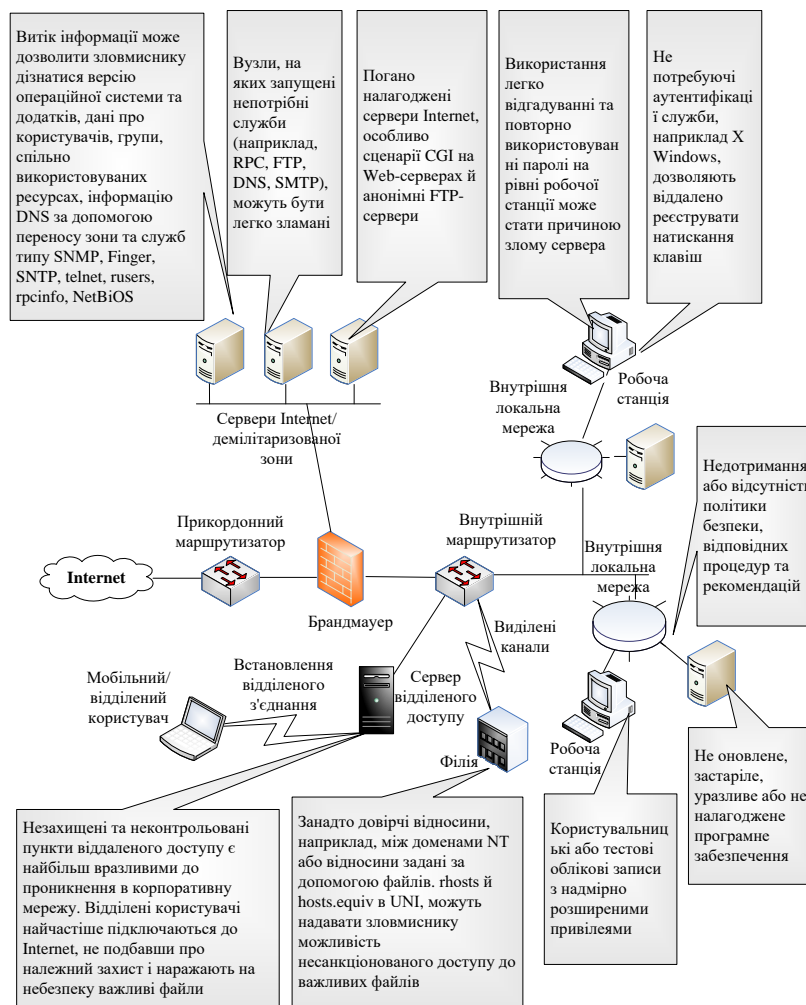 Витік інформації може
дозволити зловмиснику
дізнатися версію
операційної системи та
додатків, дані про
користувачів, групи,
спільно
використовуваних
ресурсах, інформацію
DNS за допомогою
переносу зони та служб
типу SNMP, Finger,
SNTP, telnet, rusers,
rpcinfo, NetBiOS
Вузли, на
яких запущені
непотрібні
служби
(наприклад,
RPC, FTP,
DNS, SMTP),
можуть бути
легко зламані
Погано
налагоджені
сервери Internet,
особливо
сценарії CGI на
Web-серверах й
анонімні FTP-
сервери
Використання
легко
відгадуванні та
повторно
використовуван
ні паролі на
рівні робочої
станції може
стати причиною
злому сервера
Не
потребуючі
аутентифікаці
ї служби,
наприклад X
Windows,
дозволяють
віддалено
реєструвати
натискання
клавіш
Сервери Internet/
демілітаризованої
зони
Внутрішня
локальна
мережа
Робоча
станція
Недотримання
або відсутність
політики
безпеки,
відповідних
процедур та
рекомендацій
Internet
Прикордонний
маршрутизатор
Брандмауер
Внутрішній
маршрутизатор
Внутрішня
локальна
мережа
Виділені
канали
Мобільний/
відділений
користувач
Встановлення
відділеного
з'єднання
Сервер
відділеного
доступу
Філія
Робоча
станція
Не оновлене,
застаріле,
уразливе або не
налагоджене
програмне
забезпечення
Незахищені та неконтрольовані
пункти віддаленого доступу є
найбільш вразливими до
проникнення в корпоративну
мережу. Відділені користувачі
найчастіше підключаються до
Internet, не подбавши про
належний захист і наражають на
небезпеку важливі файли
Занадто довірчі відносини,
наприклад, між доменами NT
або відносини задані за
допомогою файлів. rhosts й
hosts.equiv в UNI, можуть
надавати зловмиснику
можливість
несанкціонованого доступу до
важливих файлів
Користувальниц
ькі або тестові
облікові записи
з надмірно
розширеними
привілеями